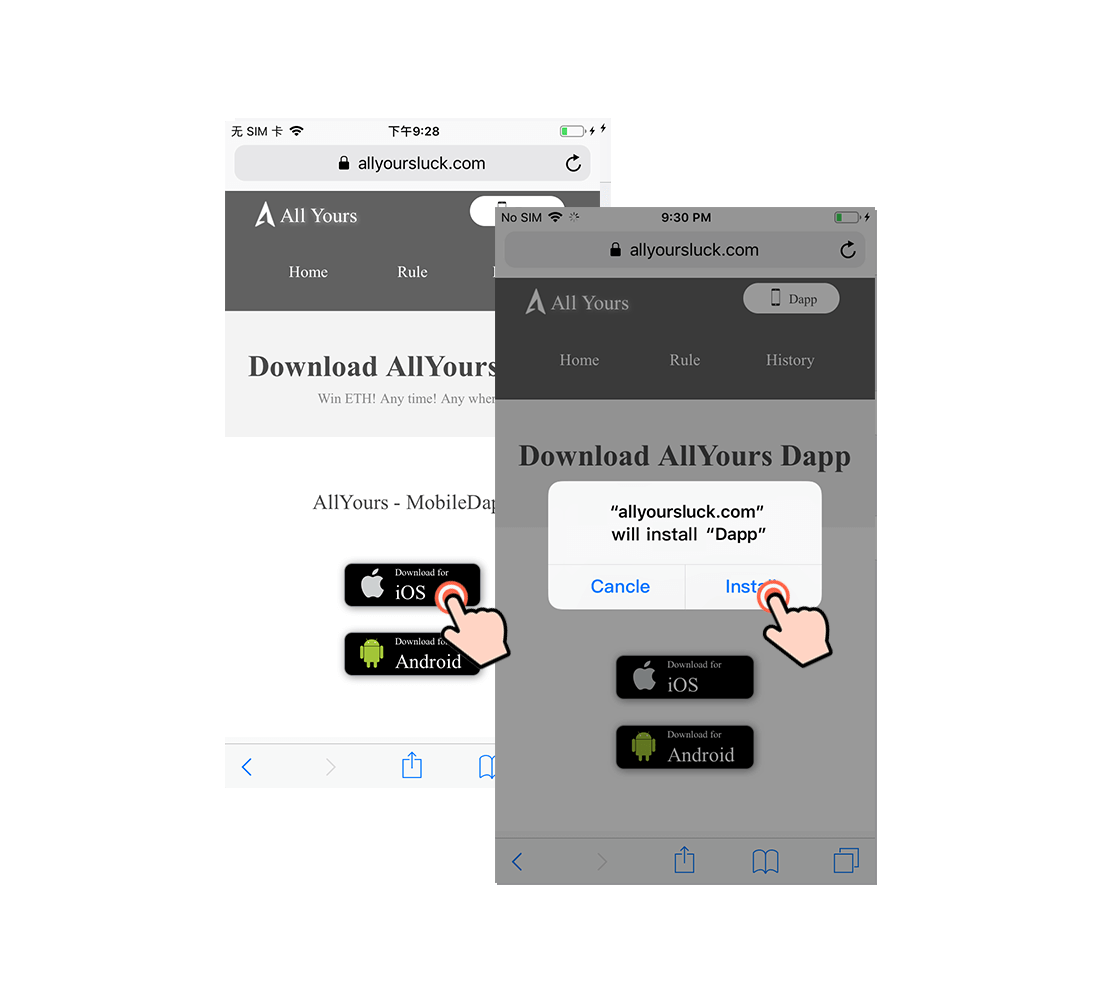 无 SIM 卡
下午9:28
allyoursluck.com
All Yours
Home
Rule
Download AllYours
Win ETH! Any time! Any wher
AllYours - MobileDap
Download for
iOS
Download fo
Android
No SIM
9:30 PM
allyoursluck.com
All Yours
Dapp
Home
Rule
History
Download AllYours Dapp
“allyoursluck.com”
will install “Dapp”
Cancle
Install
Download for
iOS
Download for
Android